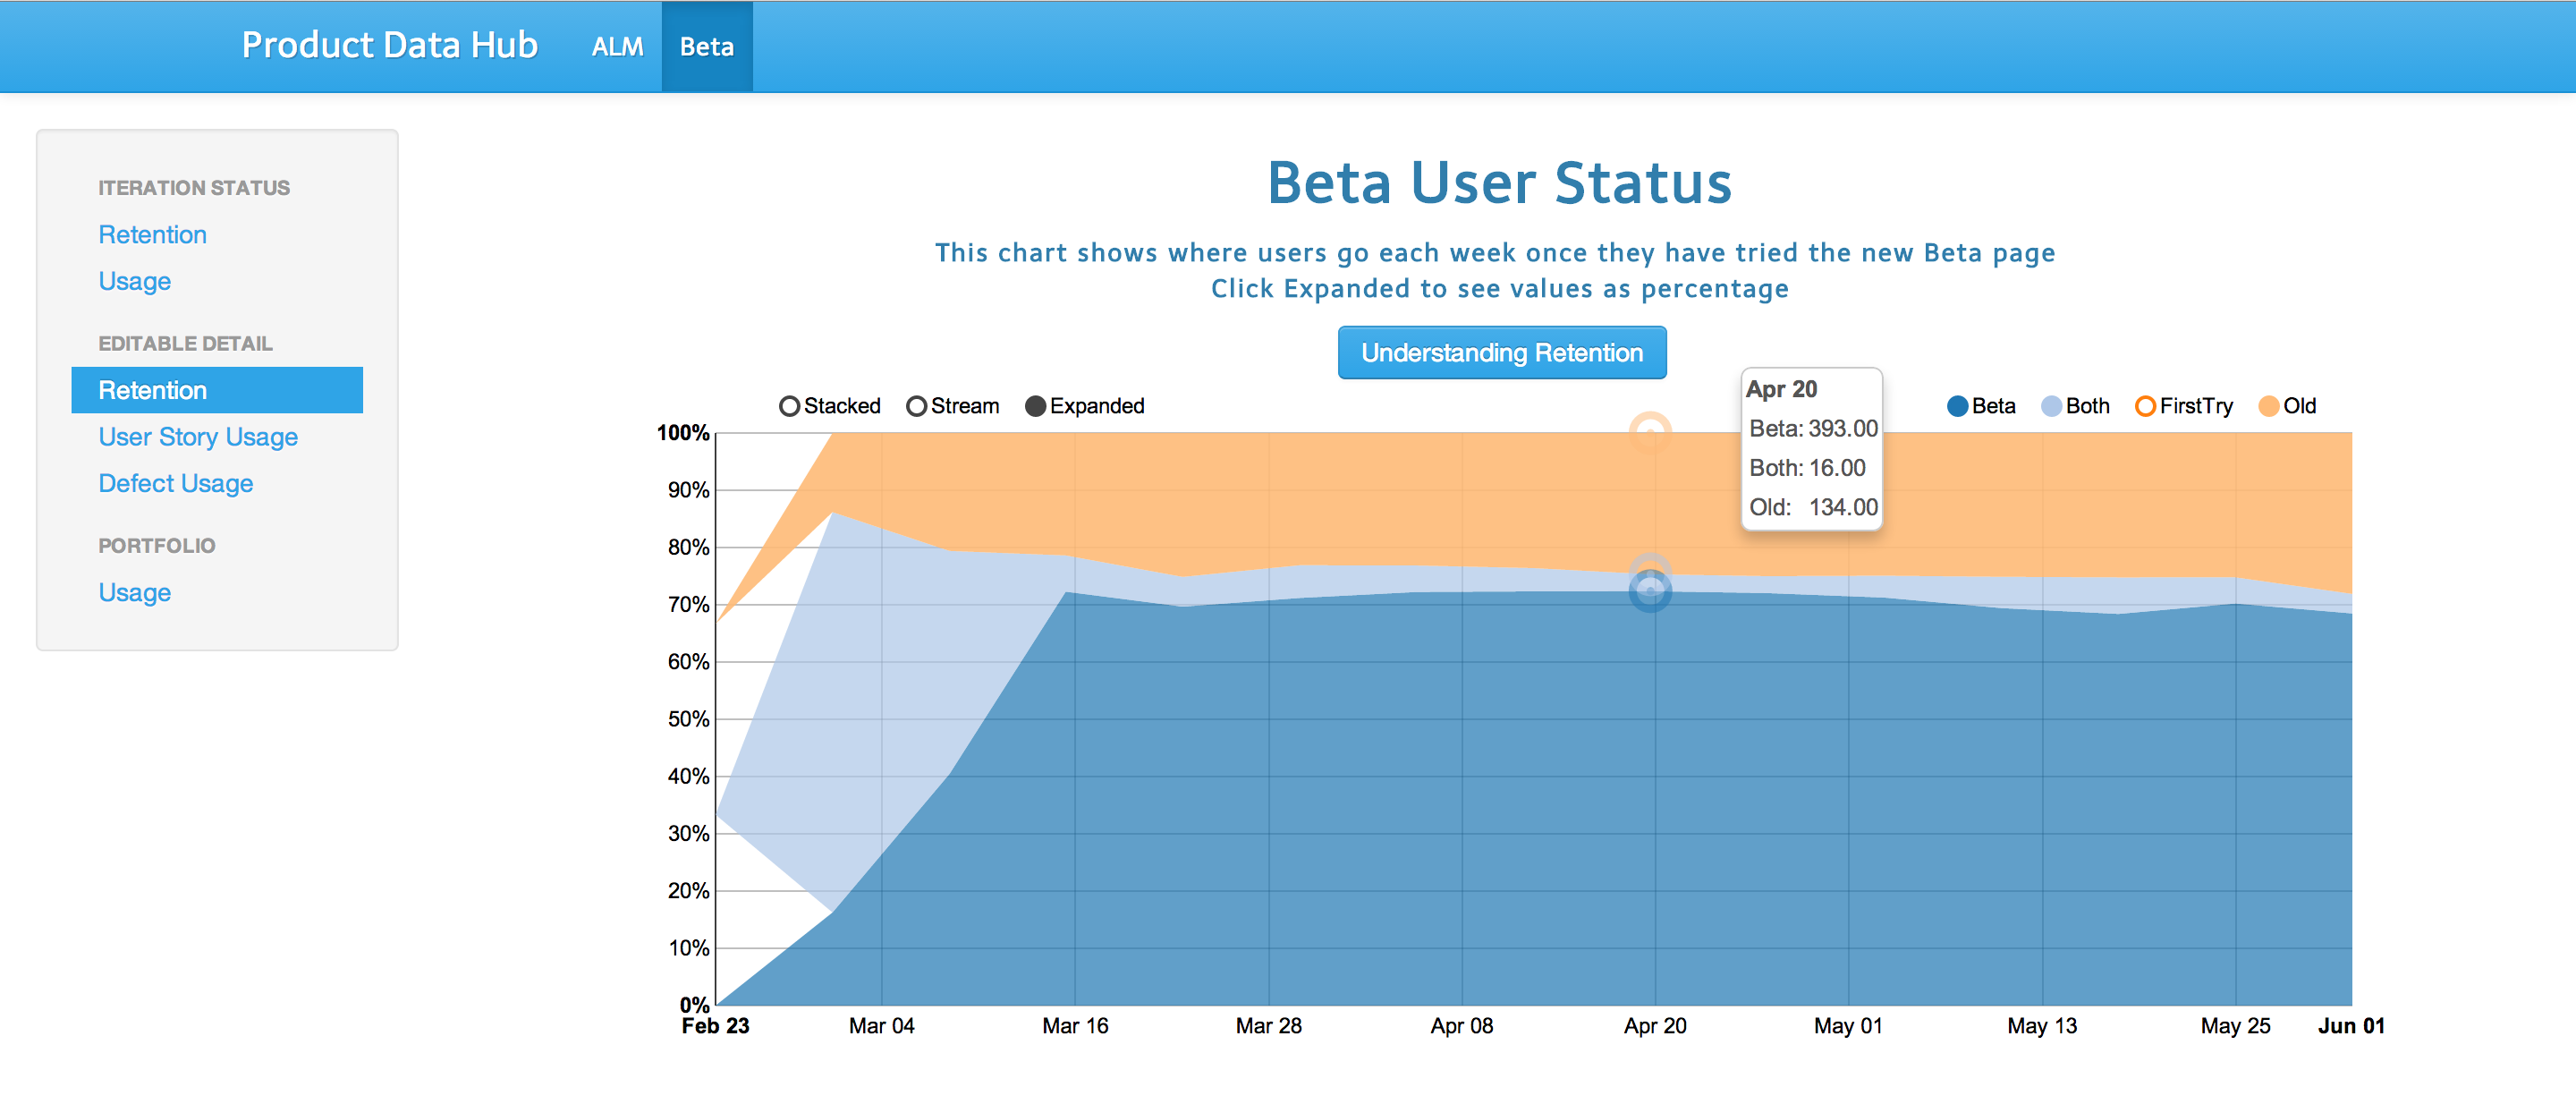 Product Data Hub ALM Beta
ITERATION STATUS
Retention
Usage
EDITABLE DETAIL
Retention
User Story Usage
Defect Usage
PORTFOLIO
Usage
Beta User Status
This chart shows where users go each week once they have tried the new Beta page
Click Expanded to see values as percentage
Understanding Retention
Stacked Stream Expanded
Beta Both FirstTry Old
Apr 20
Beta: 393.00
Both: 16.00
Old: 134.00
100%
90%
80%
70%
60%
50%
40%
30%
20%
10%
0%
Feb 23 Mar 04 Mar 16 Mar 28 Apr 08 Apr 20 May 01 May 13 May 25 Jun 01